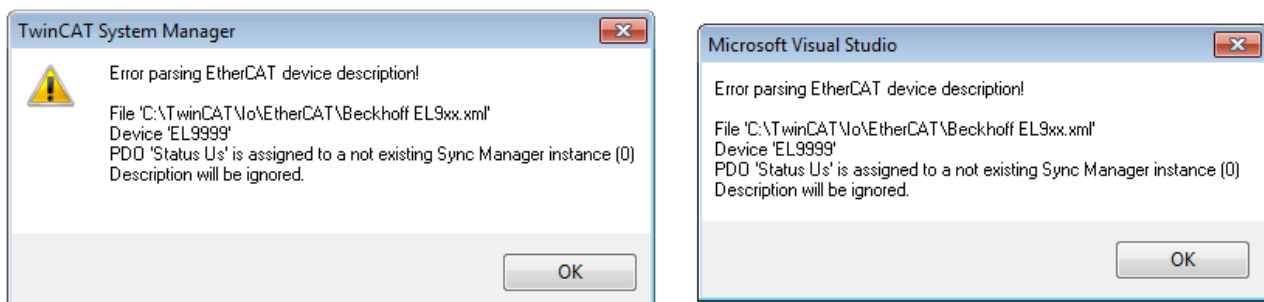 TwinCAT System Manager
Error parsing EtherCAT device description!
File 'C:\TwinCAT\Io\EtherCAT\Beckhoff EL9xx.xml'
Device 'EL9999'
PDO 'Status Us' is assigned to a not existing Sync Manager instance (0)
Description will be ignored.
OK
Microsoft Visual Studio
Error parsing EtherCAT device description!
File 'C:\TwinCAT\Io\EtherCAT\Beckhoff EL9xx.xml'
Device 'EL9999'
PDO 'Status Us' is assigned to a not existing Sync Manager instance (0)
Description will be ignored.
OK